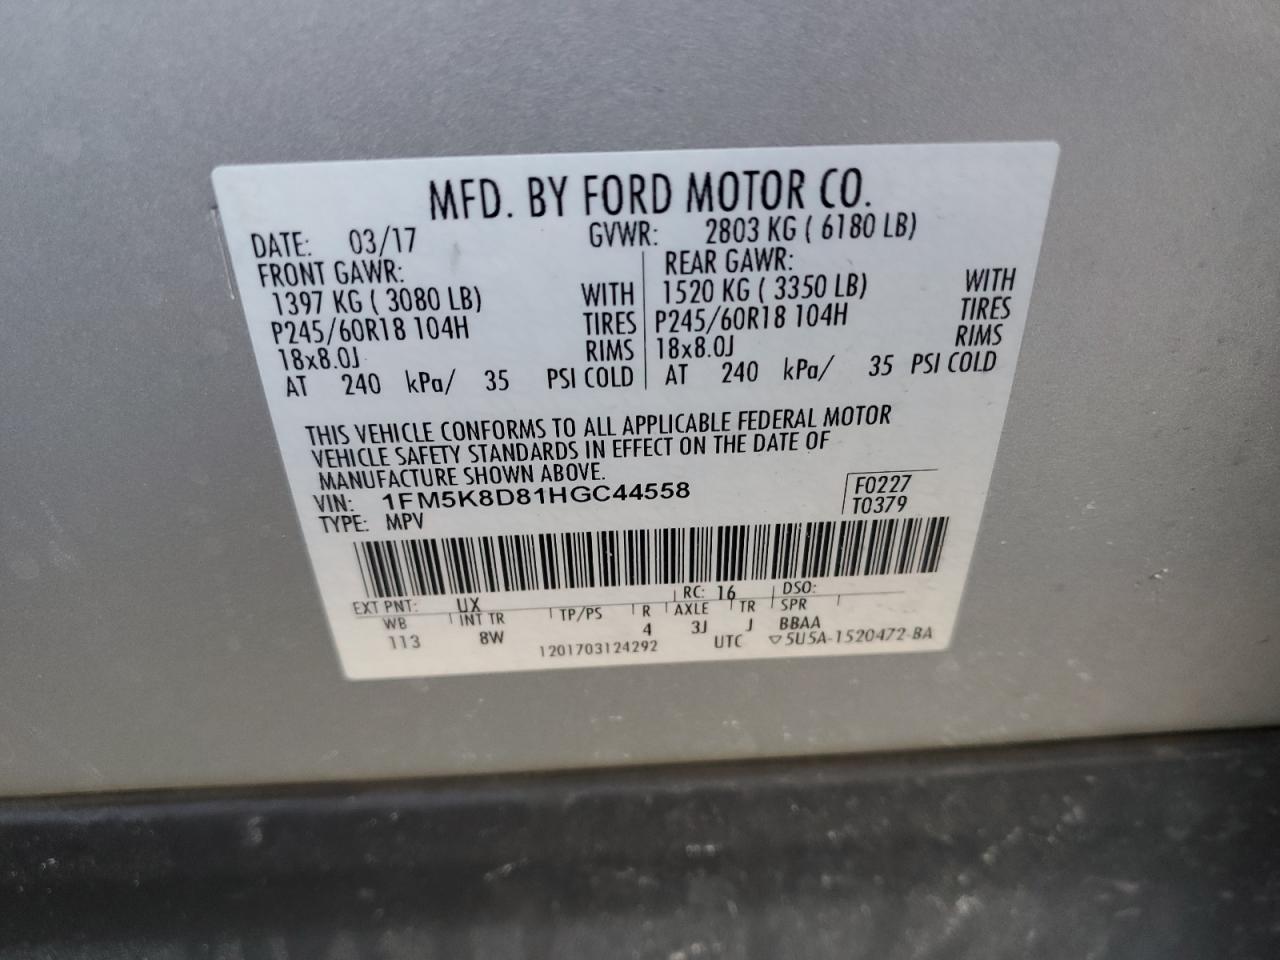 MFD. BY FORD MOTOR CO.
DATE: 03/17 GVWR: 2803 KG ( 6180 LB)
FRONT GAWR: REAR GAWR:
1397 KG ( 3080 LB) WITH 1520 KG ( 3350 LB) WITH
P245/60R18 104H TIRES P245/60R18 104H TIRES
18x8.0J RIMS 18x8.0J RIMS
AT 240 kPa/ 35 PSI COLD AT 240 kPa/ 35 PSI COLD
THIS VEHICLE CONFORMS TO ALL APPLICABLE FEDERAL MOTOR
VEHICLE SAFETY STANDARDS IN EFFECT ON THE DATE OF
MANUFACTURE SHOWN ABOVE.
VIN: 1FM5K8D81HGC44558 F0227
TYPE: MPV T0379
EXT PNT: UX RC: 16 DSO:
WB INT TR TP/PS R AXLE TR SPR
113 8W 4 3J J BBAA
1201703124292 UTC ▽5U5A-1520472-BA